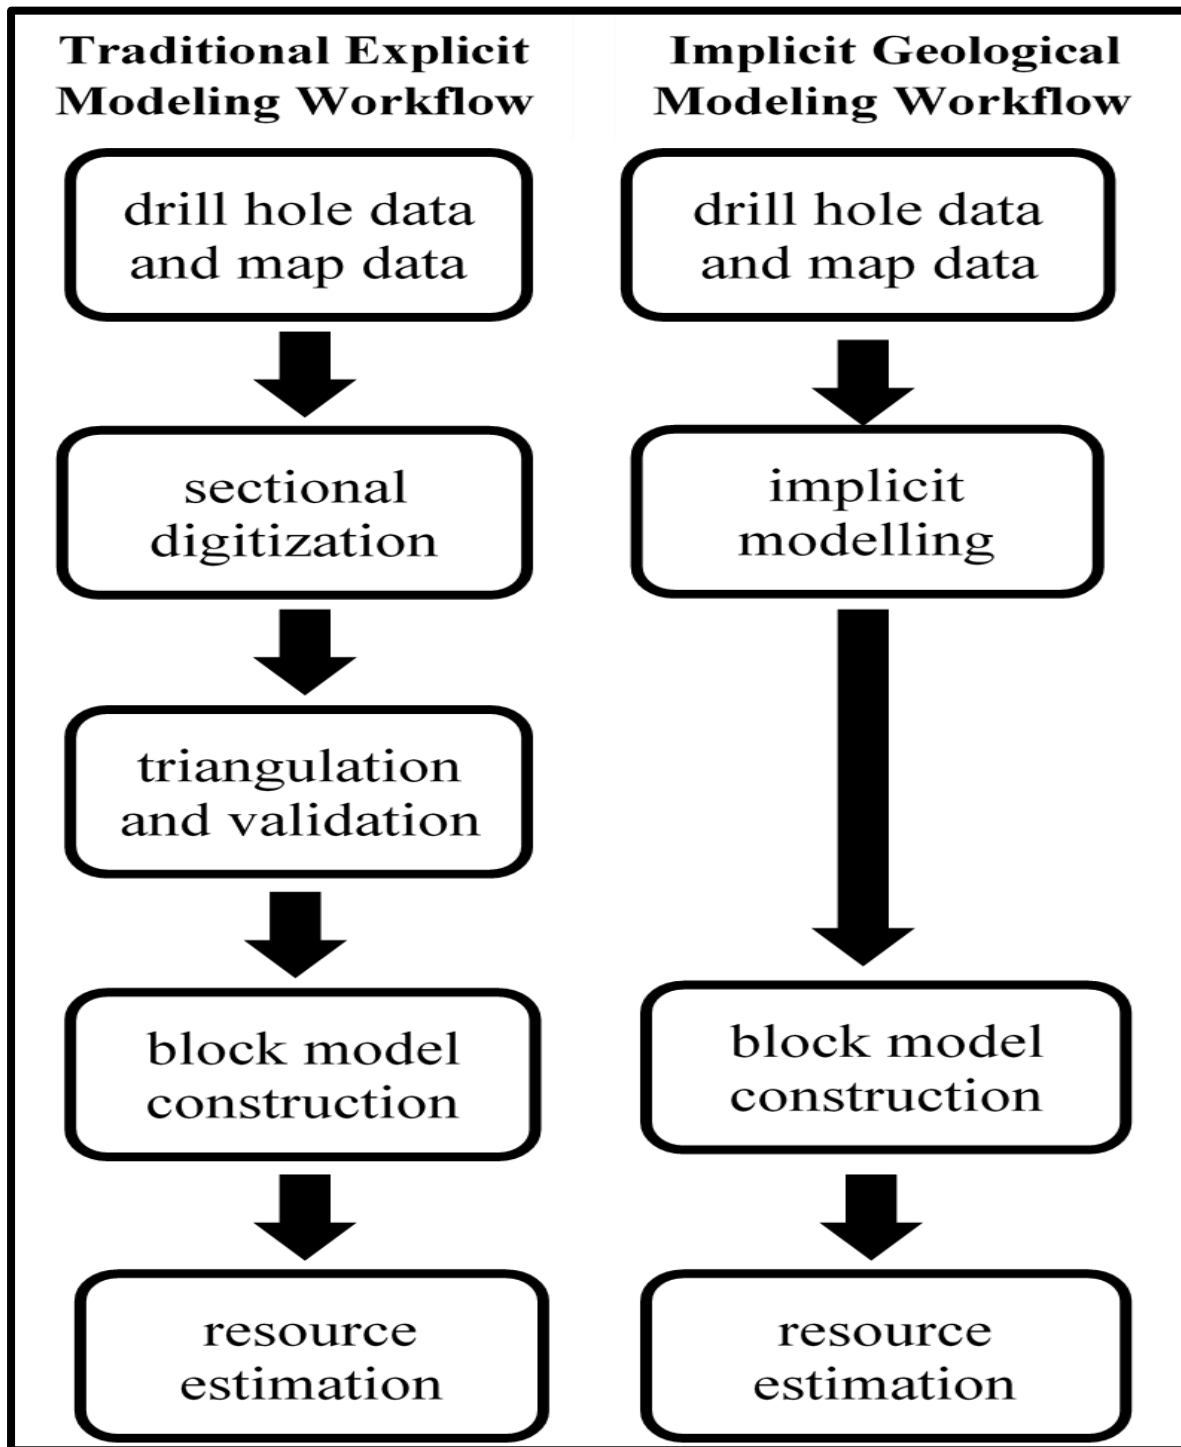 Traditional Explicit
Modeling Workflow
drill hole data
and map data
sectional
digitization
triangulation
and validation
block model
construction
resource
estimation
Implicit Geological
Modeling Workflow
drill hole data
and map data
implicit
modelling
block model
construction
resource
estimation